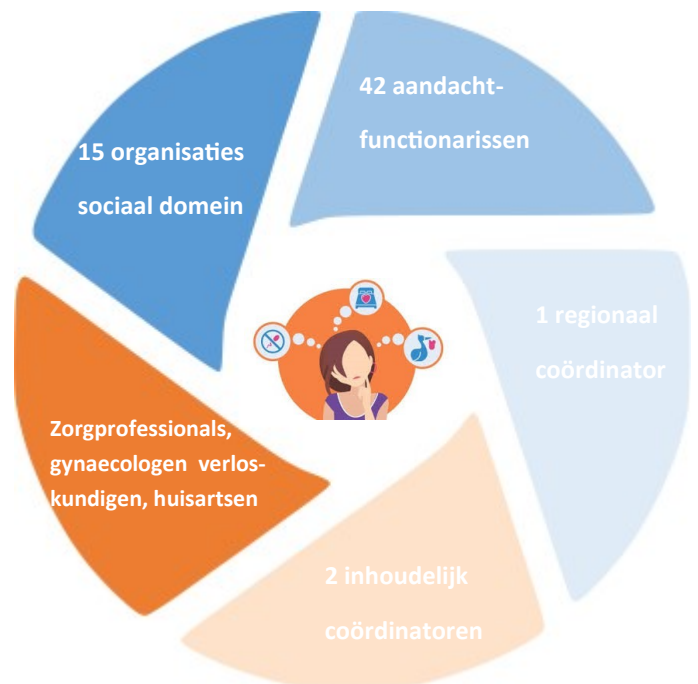 42 aandacht-
functionarissen
15 organisaties
sociaal domein
1 regionaal
coördinator
Zorgprofessionals,
gynaecologen verlos-
kundigen, huisartsen
2 inhoudelijk
coördinatoren